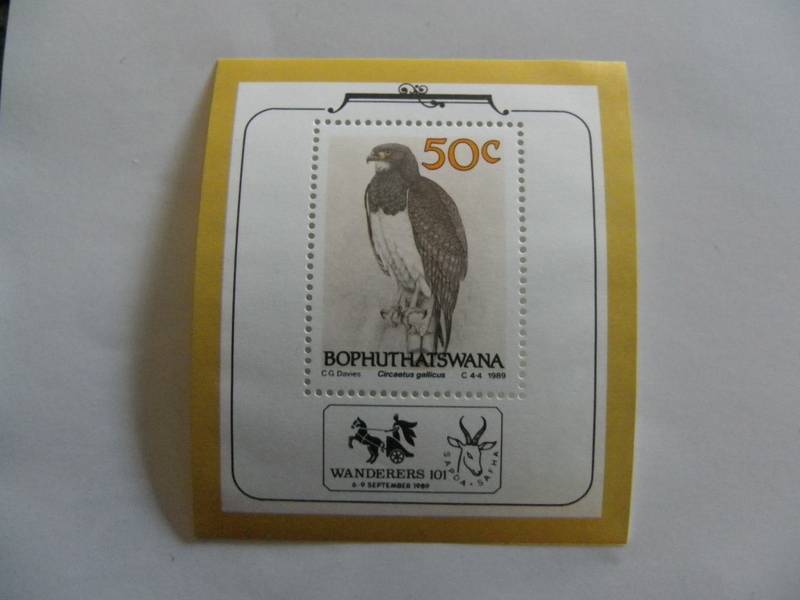 50c
BOPHUTHATSWANA
C G Davies Circaetus gallicus C 4·4 1989
WANDERERS 101
6-9 SEPTEMBER 1989
SAPDA · SAFHA